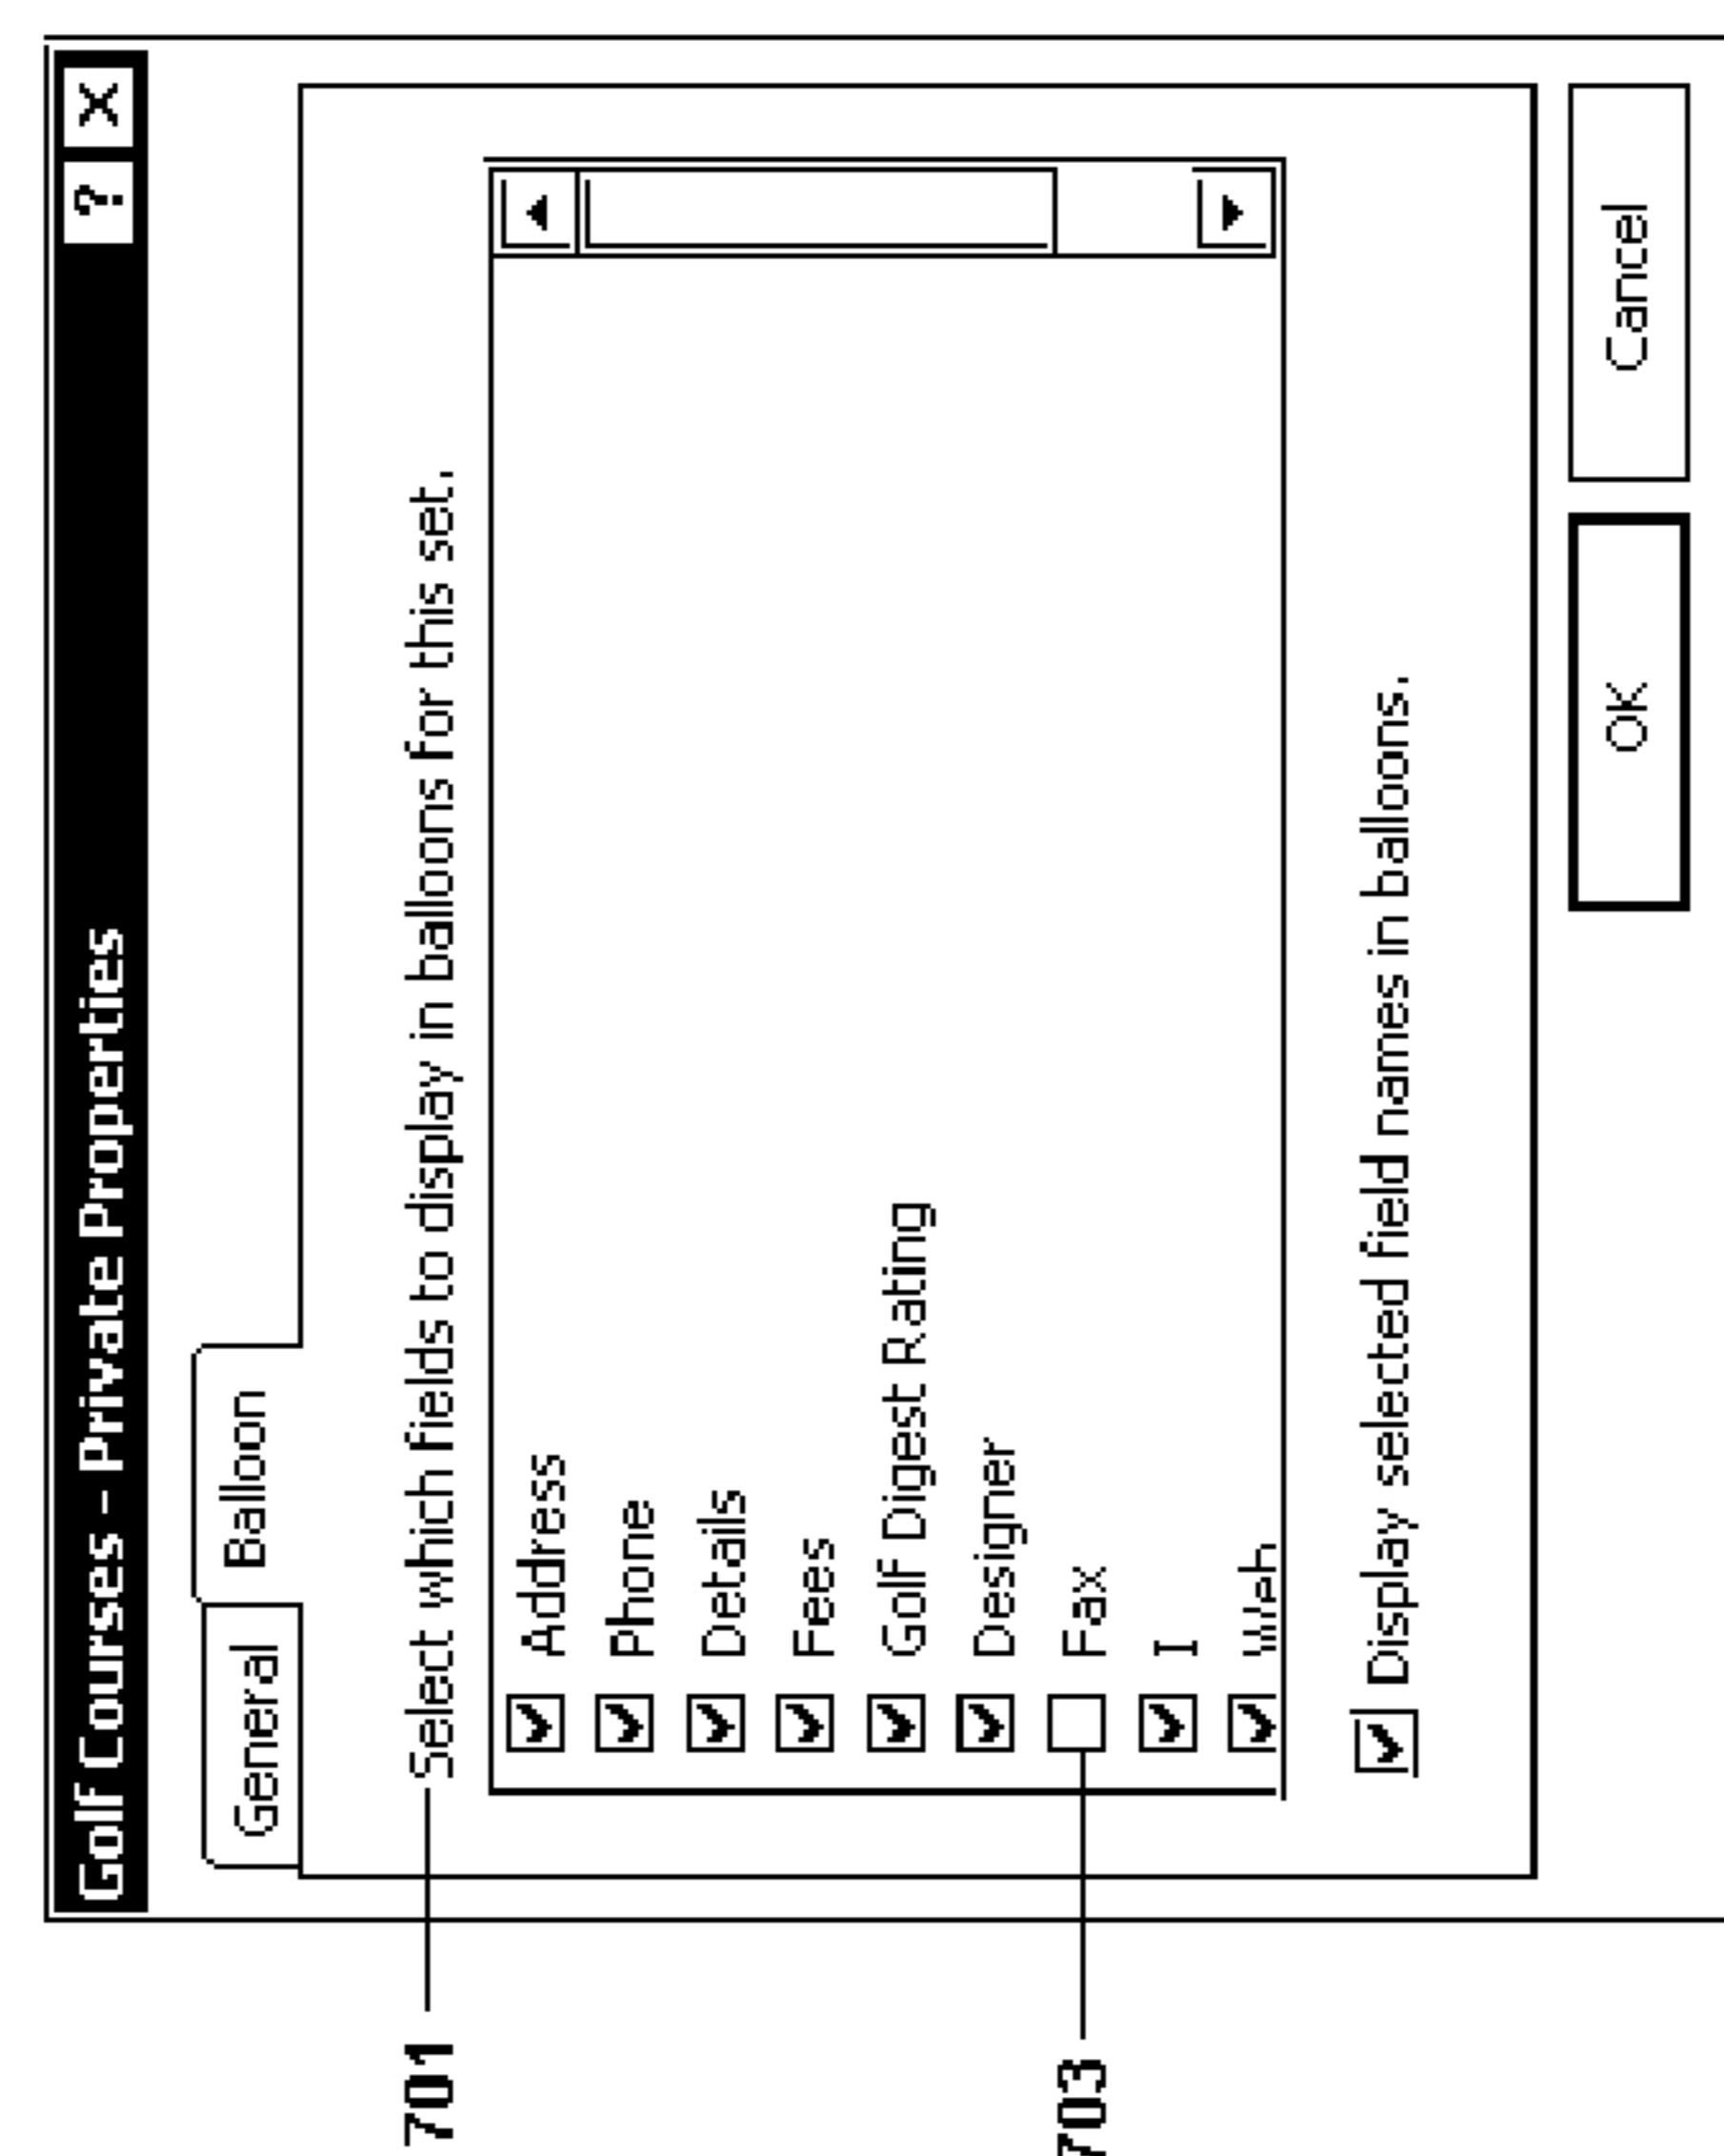 Golf Courses - Private Properties ? X
General Balloon
701 Select which fields to display in balloons for this set.
Address
Phone
Details
Fees
Golf Digest Rating
Designer
703 Fax
I
Display selected field names in balloons.
OK Cancel